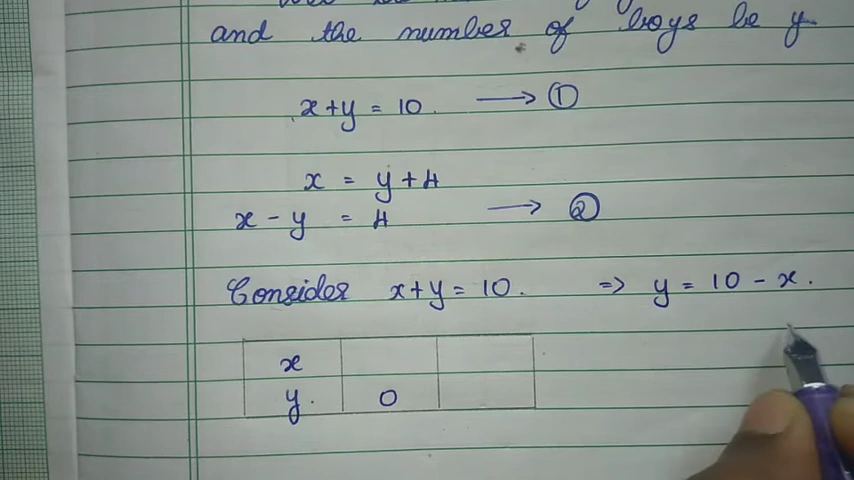 and the number of boys be y
x+y = 10. → ①
x = y+4
x - y = 4 → ②
Consider x+y = 10. => y = 10 - x.
x
y. 0